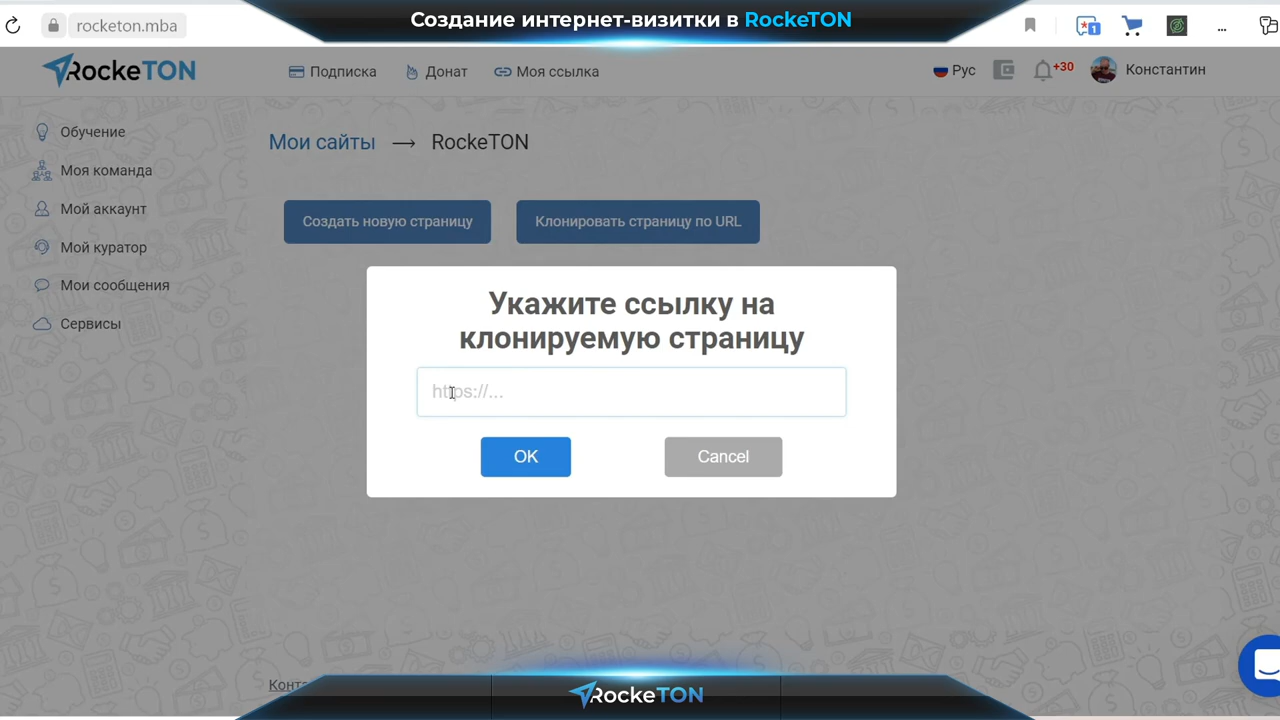 Создание интернет-визитки в RockeTON
rocketon.mba
1
...
RockeTON
Подписка
Донат
Моя ссылка
Рус
+30
Константин
Обучение
Моя команда
Мой аккаунт
Мой куратор
Мои сообщения
Сервисы
Мои сайты → RockeTON
Создать новую страницу
Клонировать страницу по URL
Укажите ссылку на
клонируемую страницу
https://...
OK
Cancel
RockeTON